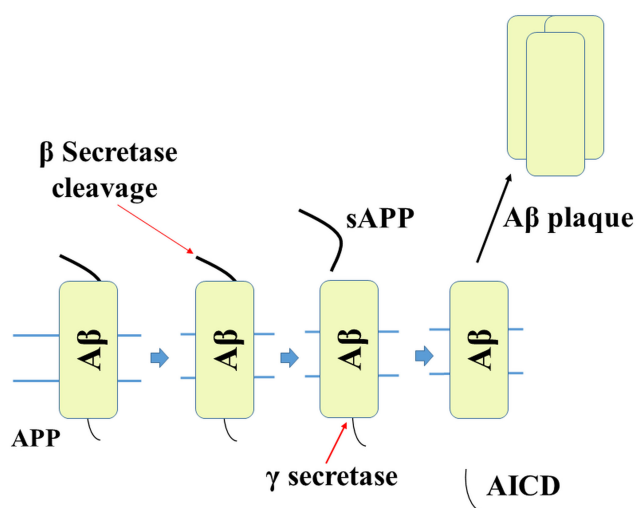 β Secretase
cleavage
sAPP
Aβ plaque
Aβ
Aβ
Aβ
Aβ
APP
γ secretase
AICD